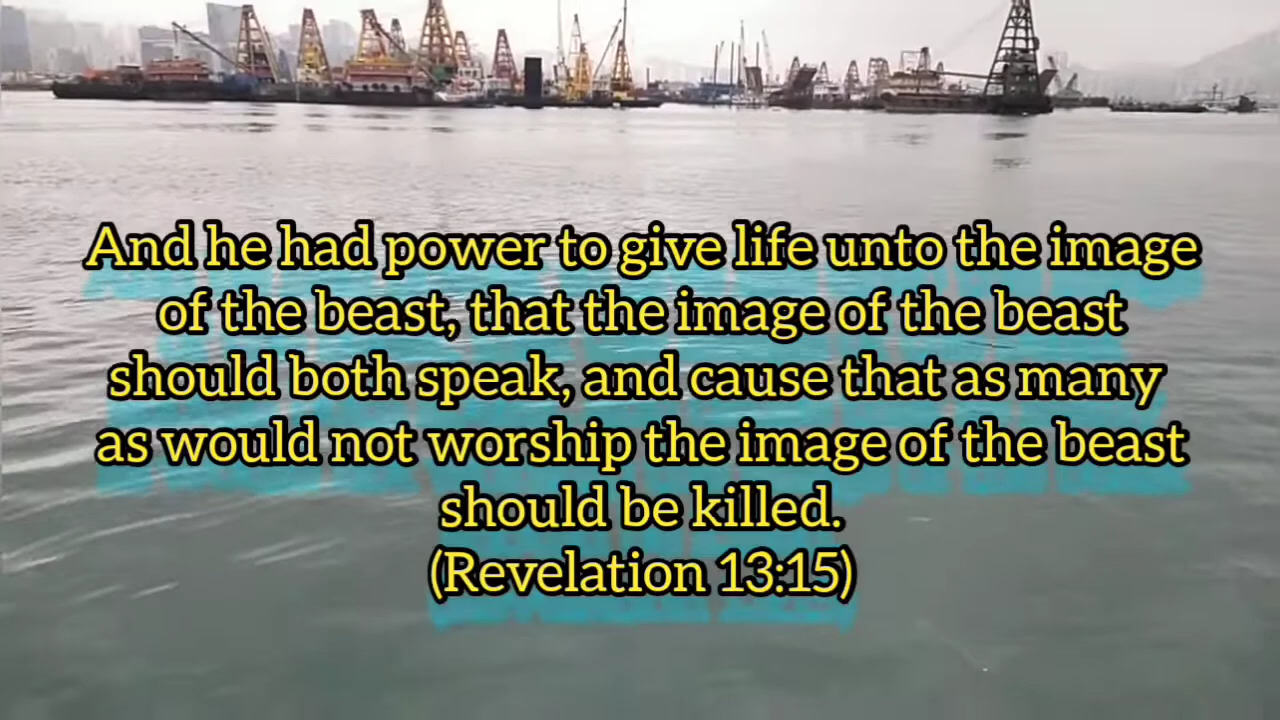 And he had power to give life unto the image
of the beast, that the image of the beast
should both speak, and cause that as many
as would not worship the image of the beast
should be killed.
(Revelation 13:15)